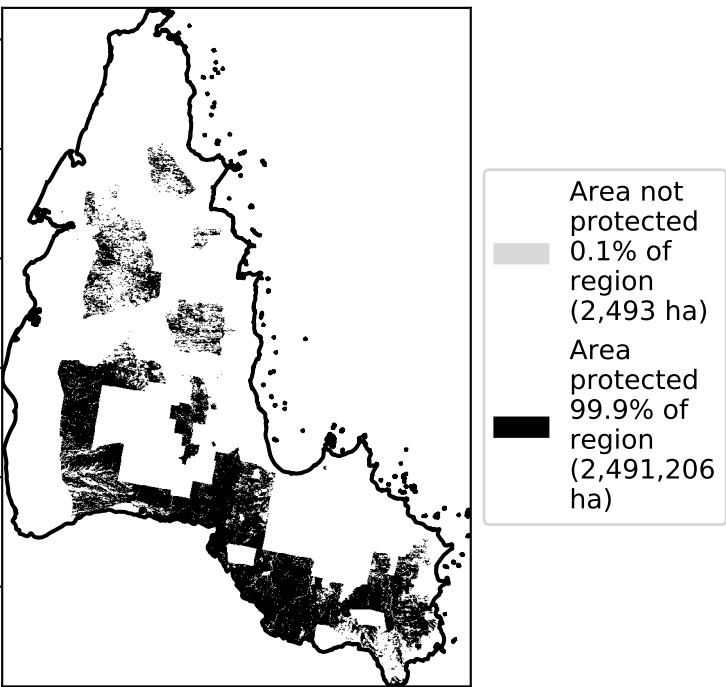 Area not
protected
0.1% of
region
(2,493 ha)
Area
protected
99.9% of
region
(2,491,206
ha)